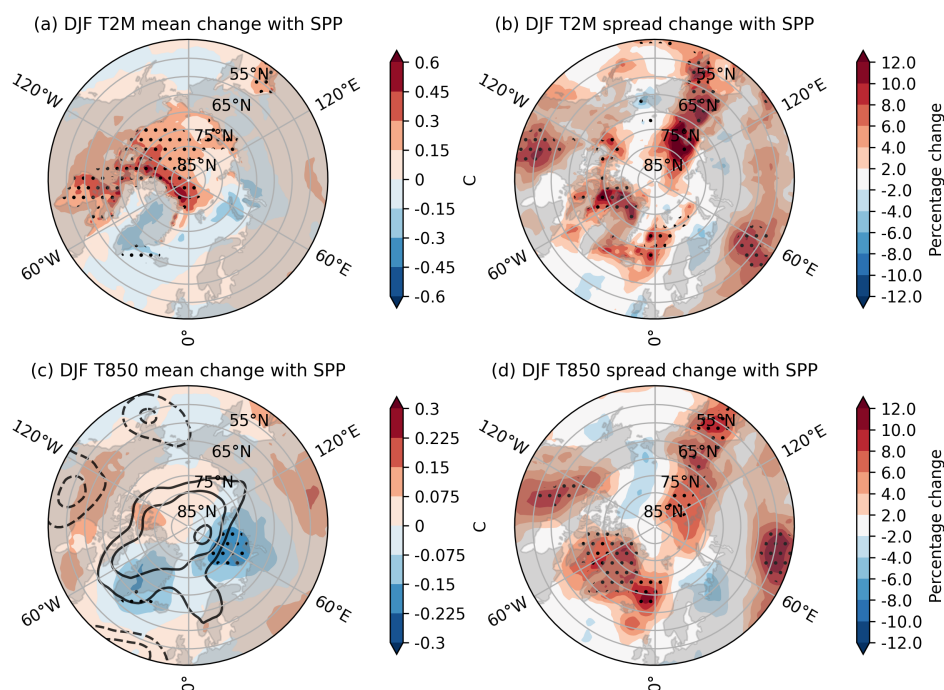 (a) DJF T2M mean change with SPP
(b) DJF T2M spread change with SPP
120°W
55°N
120°E
65°N
75°N
85°N
60°W
60°E
0°
0.6
0.45
0.3
0.15
0
-0.15
-0.3
-0.45
-0.6
C
120°W
55°N
120°E
65°N
75°N
85°N
60°W
60°E
0°
12.0
10.0
8.0
6.0
4.0
2.0
-2.0
-4.0
-6.0
-8.0
-10.0
-12.0
Percentage change
(c) DJF T850 mean change with SPP
(d) DJF T850 spread change with SPP
120°W
55°N
120°E
65°N
75°N
85°N
60°W
60°E
0°
0.3
0.225
0.15
0.075
0
-0.075
-0.15
-0.225
-0.3
C
120°W
55°N
120°E
65°N
75°N
85°N
60°W
60°E
0°
12.0
10.0
8.0
6.0
4.0
2.0
-2.0
-4.0
-6.0
-8.0
-10.0
-12.0
Percentage change